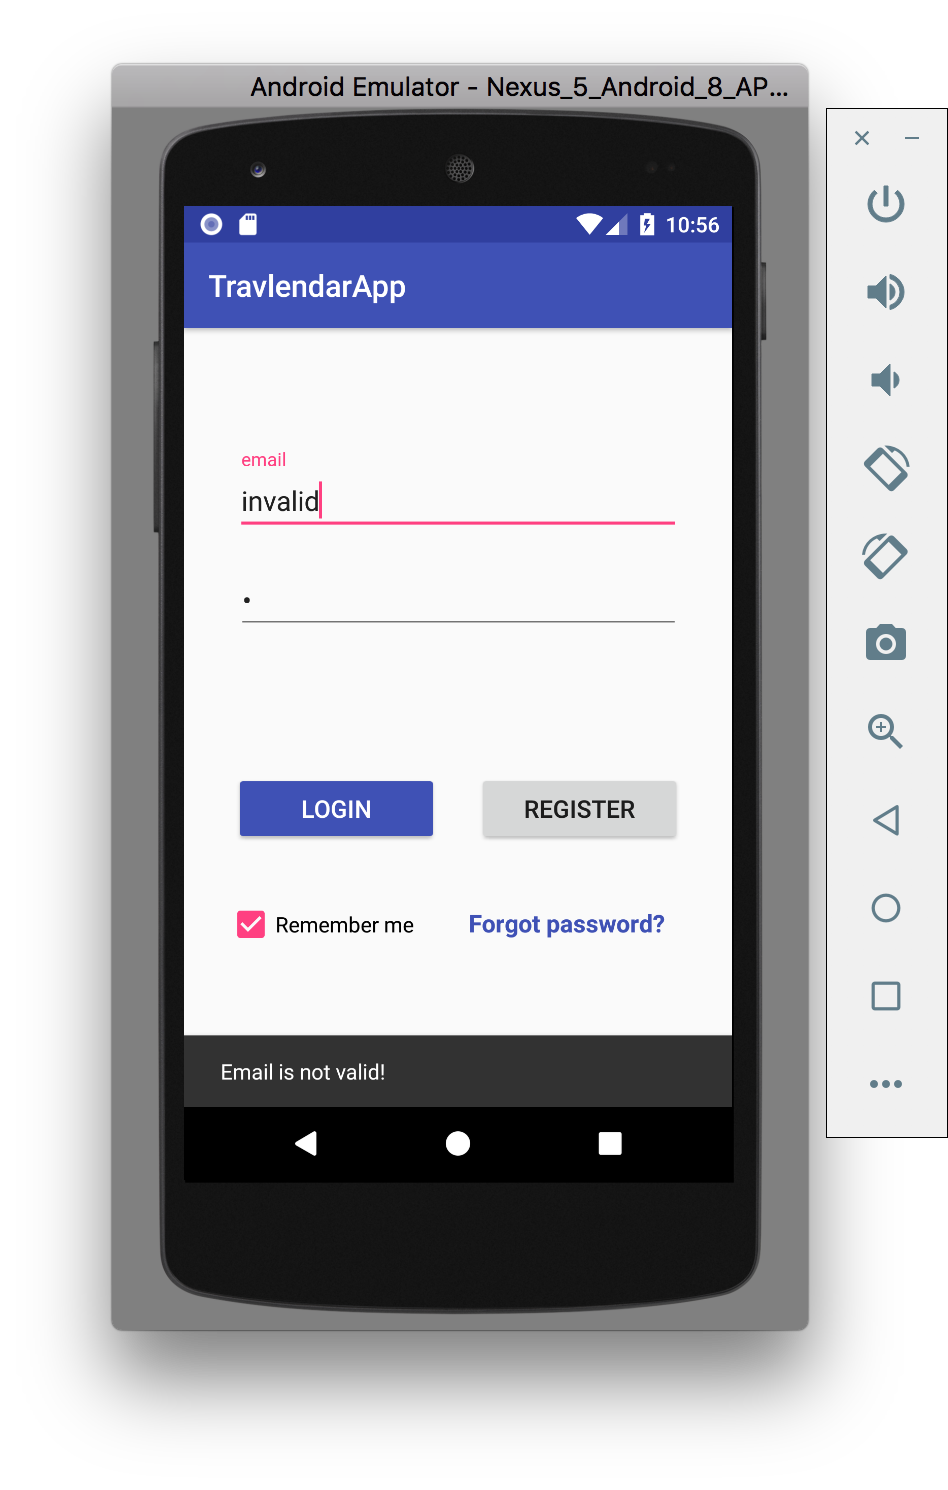 Android Emulator - Nexus_5_Android_8_AP...
10:56
TravlendarApp
email
invalid
•
LOGIN REGISTER
Remember me Forgot password?
Email is not valid!